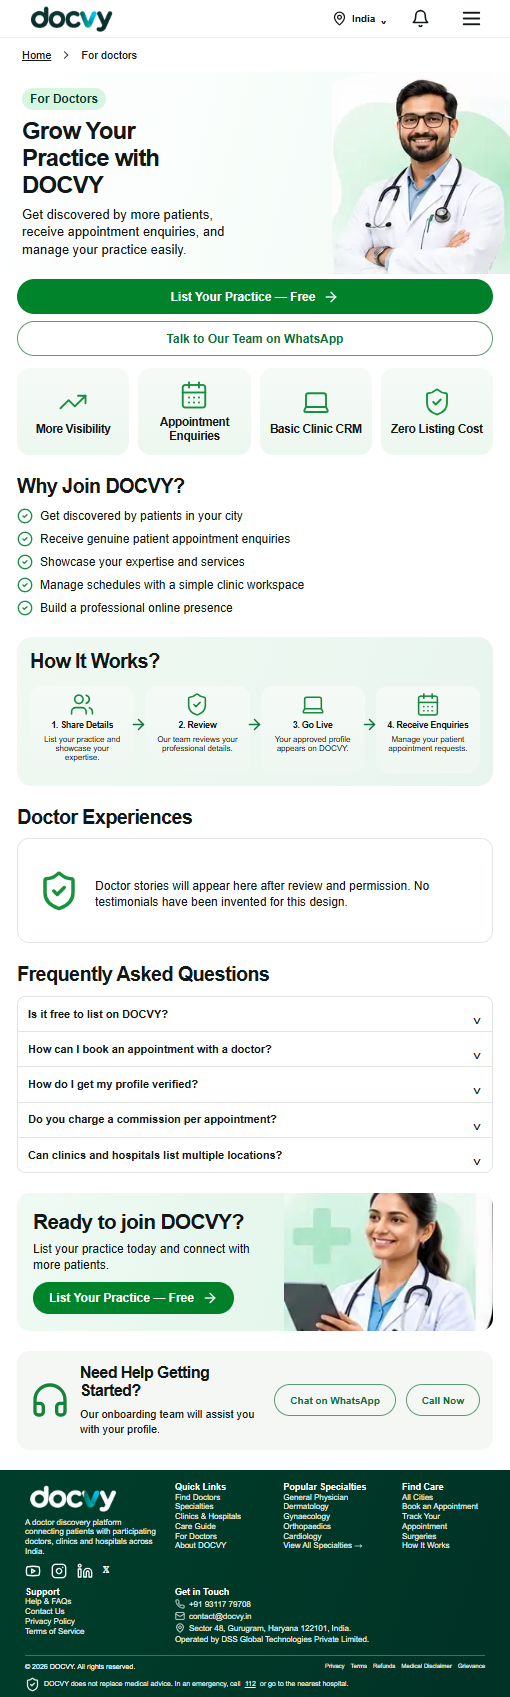 docvy
India
Home > For doctors
For Doctors
Grow Your
Practice with
DOCVY
Get discovered by more patients,
receive appointment enquiries, and
manage your practice easily.
List Your Practice — Free →
Talk to Our Team on WhatsApp
More Visibility
Appointment
Enquiries
Basic Clinic CRM
Zero Listing Cost
Why Join DOCVY?
Get discovered by patients in your city
Receive genuine patient appointment enquiries
Showcase your expertise and services
Manage schedules with a simple clinic workspace
Build a professional online presence
How It Works?
1. Share Details
List your practice and
showcase your
expertise.
2. Review
Our team reviews your
professional details.
3. Go Live
Your approved profile
appears on DOCVY.
4. Receive Enquiries
Manage your patient
appointment requests.
Doctor Experiences
Doctor stories will appear here after review and permission. No
testimonials have been invented for this design.
Frequently Asked Questions
Is it free to list on DOCVY?
How can I book an appointment with a doctor?
How do I get my profile verified?
Do you charge a commission per appointment?
Can clinics and hospitals list multiple locations?
Ready to join DOCVY?
List your practice today and connect with
more patients.
List Your Practice — Free →
Need Help Getting
Started?
Our onboarding team will assist you
with your profile.
Chat on WhatsApp
Call Now
docvy
A doctor discovery platform
connecting patients with participating
doctors, clinics and hospitals across
India.
Quick Links
Find Doctors
Specialties
Clinics & Hospitals
Care Guide
For Doctors
About DOCVY
Popular Specialties
General Physician
Dermatology
Gynaecology
Orthopaedics
Cardiology
View All Specialties →
Find Care
All Cities
Book an Appointment
Track Your
Appointment
Surgeries
How It Works
Support
Help & FAQs
Contact Us
Privacy Policy
Terms of Service
Get in Touch
+91 93117 79708
contact@docvy.in
Sector 48, Gurugram, Haryana 122101, India.
Operated by DSS Global Technologies Private Limited.
© 2026 DOCVY. All rights reserved.
Privacy Terms Refunds Medical Disclaimer Grievance
DOCVY does not replace medical advice. In an emergency, call 112 or go to the nearest hospital.